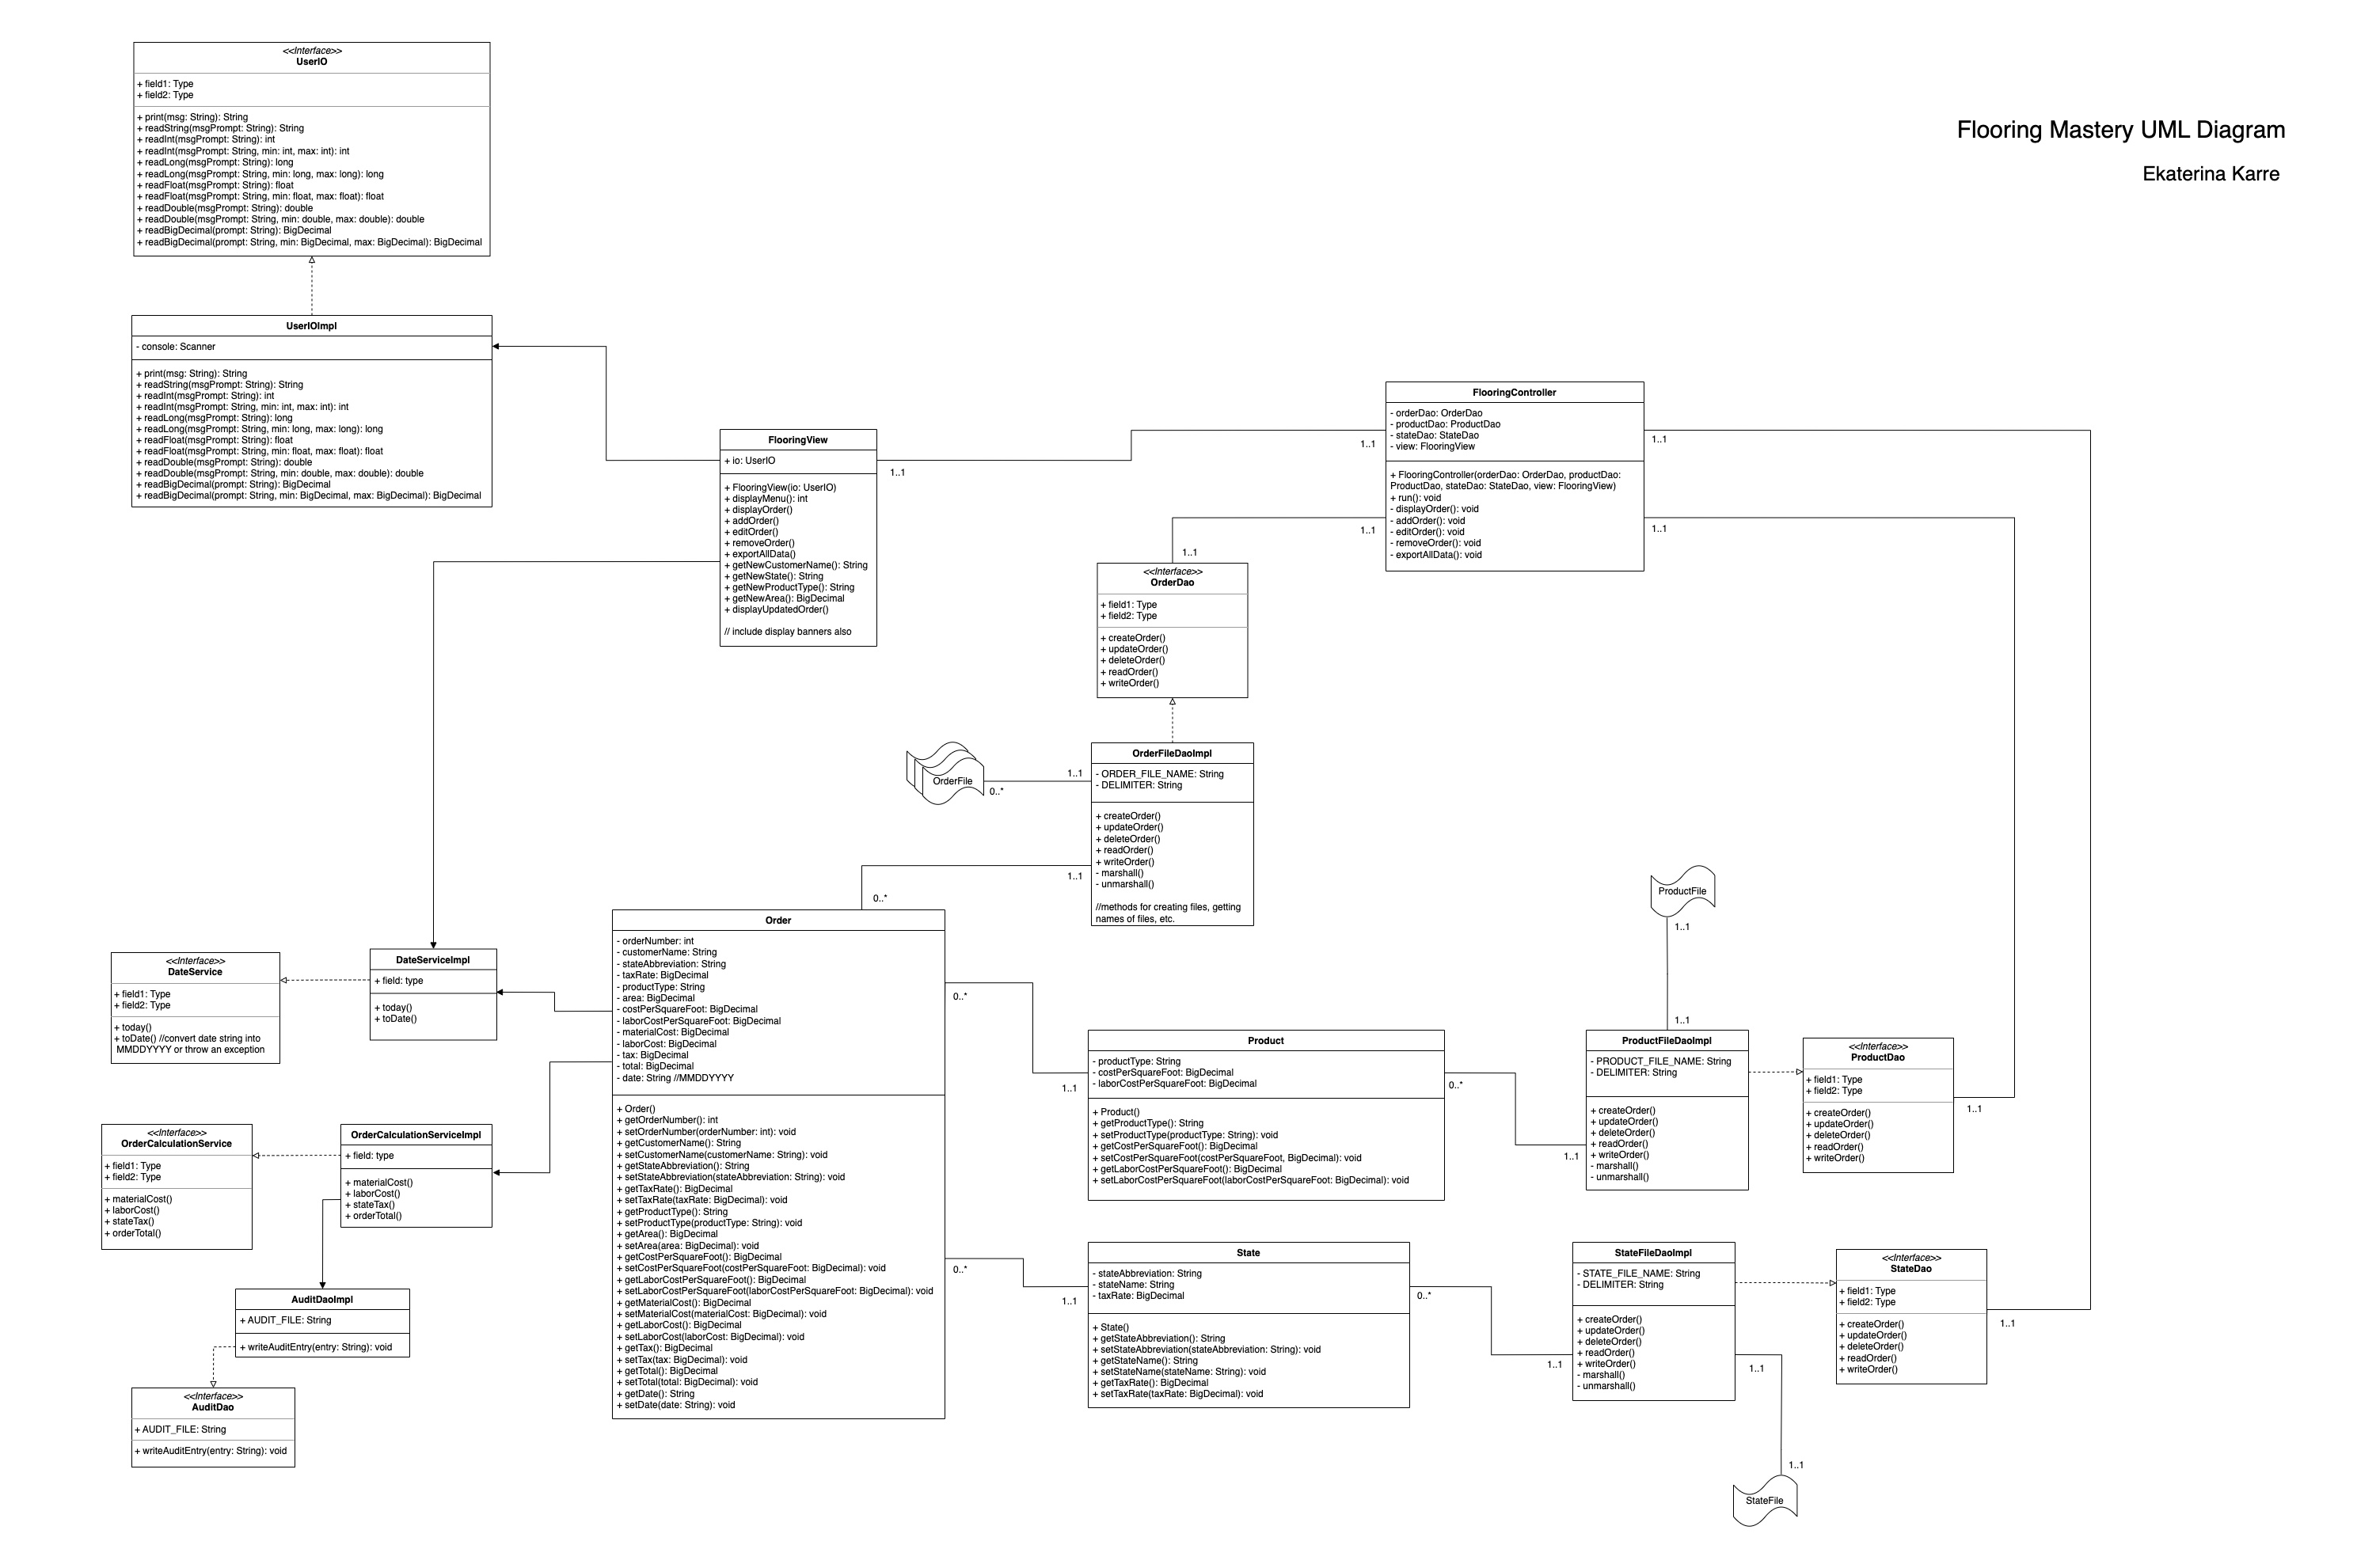 Flooring Mastery UML Diagram
Ekaterina Karre
<<Interface>>
UserIO
+ field1: Type
+ field2: Type
+ print(msg: String): String
+ readString(msgPrompt: String): String
+ readInt(msgPrompt: String): int
+ readInt(msgPrompt: String, min: int, max: int): int
+ readLong(msgPrompt: String): long
+ readLong(msgPrompt: String, min: long, max: long): long
+ readFloat(msgPrompt: String): float
+ readFloat(msgPrompt: String, min: float, max: float): float
+ readDouble(msgPrompt: String): double
+ readDouble(msgPrompt: String, min: double, max: double): double
+ readBigDecimal(prompt: String): BigDecimal
+ readBigDecimal(prompt: String, min: BigDecimal, max: BigDecimal): BigDecimal
UserIOImpl
- console: Scanner
+ print(msg: String): String
+ readString(msgPrompt: String): String
+ readInt(msgPrompt: String): int
+ readInt(msgPrompt: String, min: int, max: int): int
+ readLong(msgPrompt: String): long
+ readLong(msgPrompt: String, min: long, max: long): long
+ readFloat(msgPrompt: String): float
+ readFloat(msgPrompt: String, min: float, max: float): float
+ readDouble(msgPrompt: String): double
+ readDouble(msgPrompt: String, min: double, max: double): double
+ readBigDecimal(prompt: String): BigDecimal
+ readBigDecimal(prompt: String, min: BigDecimal, max: BigDecimal): BigDecimal
FlooringView
+ io: UserIO
+ FlooringView(io: UserIO)
+ displayMenu(): int
+ displayOrder()
+ addOrder()
+ editOrder()
+ removeOrder()
+ exportAllData()
+ getNewCustomerName(): String
+ getNewState(): String
+ getNewProductType(): String
+ getNewArea(): BigDecimal
+ displayUpdatedOrder()
// include display banners also
1..1
1..1
FlooringController
- orderDao: OrderDao
- productDao: ProductDao
- stateDao: StateDao
- view: FlooringView
+ FlooringController(orderDao: OrderDao, productDao:
ProductDao, stateDao: StateDao, view: FlooringView)
+ run(): void
- displayOrder(): void
- addOrder(): void
- editOrder(): void
- removeOrder(): void
- exportAllData(): void
1..1
1..1
1..1
1..1
<<Interface>>
OrderDao
+ field1: Type
+ field2: Type
+ createOrder()
+ updateOrder()
+ deleteOrder()
+ readOrder()
+ writeOrder()
OrderFile
0..*
1..1
OrderFileDaoImpl
- ORDER_FILE_NAME: String
- DELIMITER: String
+ createOrder()
+ updateOrder()
+ deleteOrder()
+ readOrder()
+ writeOrder()
- marshall()
- unmarshall()
//methods for creating files, getting
names of files, etc.
1..1
0..*
<<Interface>>
DateService
+ field1: Type
+ field2: Type
+ today()
+ toDate() //convert date string into
MMDDYYYY or throw an exception
DateServiceImpl
+ field: type
+ today()
+ toDate()
<<Interface>>
OrderCalculationService
+ field1: Type
+ field2: Type
+ materialCost()
+ laborCost()
+ stateTax()
+ orderTotal()
OrderCalculationServiceImpl
+ field: type
+ materialCost()
+ laborCost()
+ stateTax()
+ orderTotal()
AuditDaoImpl
+ AUDIT_FILE: String
+ writeAuditEntry(entry: String): void
<<Interface>>
AuditDao
+ AUDIT_FILE: String
+ writeAuditEntry(entry: String): void
Order
- orderNumber: int
- customerName: String
- stateAbbreviation: String
- taxRate: BigDecimal
- productType: String
- area: BigDecimal
- costPerSquareFoot: BigDecimal
- laborCostPerSquareFoot: BigDecimal
- materialCost: BigDecimal
- laborCost: BigDecimal
- tax: BigDecimal
- total: BigDecimal
- date: String //MMDDYYYY
+ Order()
+ getOrderNumber(): int
+ setOrderNumber(orderNumber: int): void
+ getCustomerName(): String
+ setCustomerName(customerName: String): void
+ getStateAbbreviation(): String
+ setStateAbbreviation(stateAbbreviation: String): void
+ getTaxRate(): BigDecimal
+ setTaxRate(taxRate: BigDecimal): void
+ getProductType(): String
+ setProductType(productType: String): void
+ getArea(): BigDecimal
+ setArea(area: BigDecimal): void
+ getCostPerSquareFoot(): BigDecimal
+ setCostPerSquareFoot(costPerSquareFoot: BigDecimal): void
+ getLaborCostPerSquareFoot(): BigDecimal
+ setLaborCostPerSquareFoot(laborCostPerSquareFoot: BigDecimal): void
+ getMaterialCost(): BigDecimal
+ setMaterialCost(materialCost: BigDecimal): void
+ getLaborCost(): BigDecimal
+ setLaborCost(laborCost: BigDecimal): void
+ getTax(): BigDecimal
+ setTax(tax: BigDecimal): void
+ getTotal(): BigDecimal
+ setTotal(total: BigDecimal): void
+ getDate(): String
+ setDate(date: String): void
0..*
1..1
0..*
1..1
Product
- productType: String
- costPerSquareFoot: BigDecimal
- laborCostPerSquareFoot: BigDecimal
+ Product()
+ getProductType(): String
+ setProductType(productType: String): void
+ getCostPerSquareFoot(): BigDecimal
+ setCostPerSquareFoot(costPerSquareFoot, BigDecimal): void
+ getLaborCostPerSquareFoot(): BigDecimal
+ setLaborCostPerSquareFoot(laborCostPerSquareFoot: BigDecimal): void
0..*
1..1
ProductFile
1..1
1..1
ProductFileDaoImpl
- PRODUCT_FILE_NAME: String
- DELIMITER: String
+ createOrder()
+ updateOrder()
+ deleteOrder()
+ readOrder()
+ writeOrder()
- marshall()
- unmarshall()
<<Interface>>
ProductDao
+ field1: Type
+ field2: Type
+ createOrder()
+ updateOrder()
+ deleteOrder()
+ readOrder()
+ writeOrder()
1..1
State
- stateAbbreviation: String
- stateName: String
- taxRate: BigDecimal
+ State()
+ getStateAbbreviation(): String
+ setStateAbbreviation(stateAbbreviation: String): void
+ getStateName(): String
+ setStateName(stateName: String): void
+ getTaxRate(): BigDecimal
+ setTaxRate(taxRate: BigDecimal): void
0..*
1..1
StateFileDaoImpl
- STATE_FILE_NAME: String
- DELIMITER: String
+ createOrder()
+ updateOrder()
+ deleteOrder()
+ readOrder()
+ writeOrder()
- marshall()
- unmarshall()
1..1
<<Interface>>
StateDao
+ field1: Type
+ field2: Type
+ createOrder()
+ updateOrder()
+ deleteOrder()
+ readOrder()
+ writeOrder()
1..1
1..1
StateFile